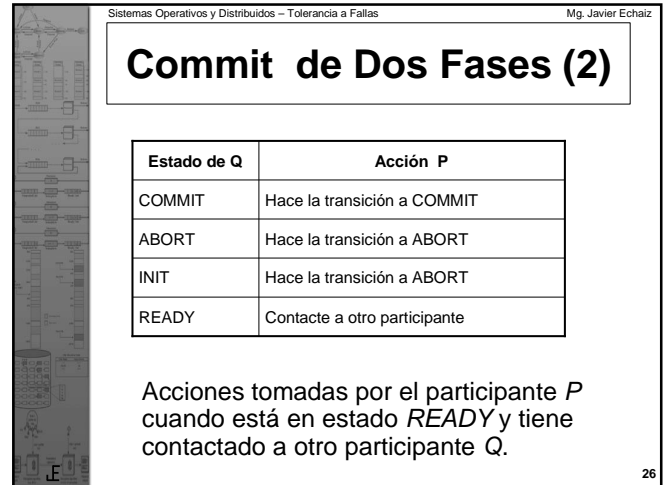 Sistemas Operativos y Distribuidos – Tolerancia a Fallas Mg. Javier Echaiz
Commit de Dos Fases (2)
Estado de Q Acción P
COMMIT Hace la transición a COMMIT
ABORT Hace la transición a ABORT
INIT Hace la transición a ABORT
READY Contacte a otro participante
Acciones tomadas por el participante P
cuando está en estado READY y tiene
contactado a otro participante Q.
JE
26